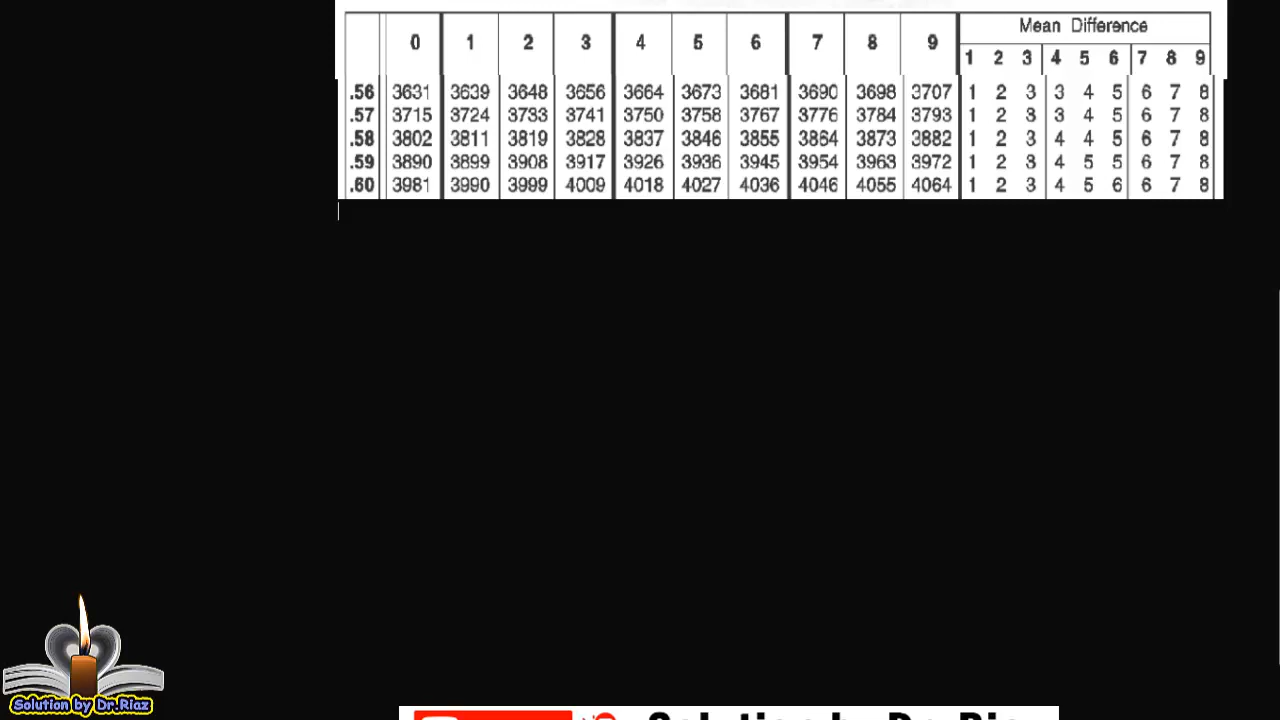 Mean Difference
0 1 2 3 4 5 6 7 8 9 1 2 3 4 5 6 7 8 9
.56 3631 3639 3648 3656 3664 3673 3681 3690 3698 3707 1 2 3 3 4 5 6 7 8
.57 3715 3724 3733 3741 3750 3758 3767 3776 3784 3793 1 2 3 3 4 5 6 7 8
.58 3802 3811 3819 3828 3837 3846 3855 3864 3873 3882 1 2 3 4 4 5 6 7 8
.59 3890 3899 3908 3917 3926 3936 3945 3954 3963 3972 1 2 3 4 5 5 6 7 8
.60 3981 3990 3999 4009 4018 4027 4036 4046 4055 4064 1 2 3 4 5 6 6 7 8
Solution by Dr.Riaz